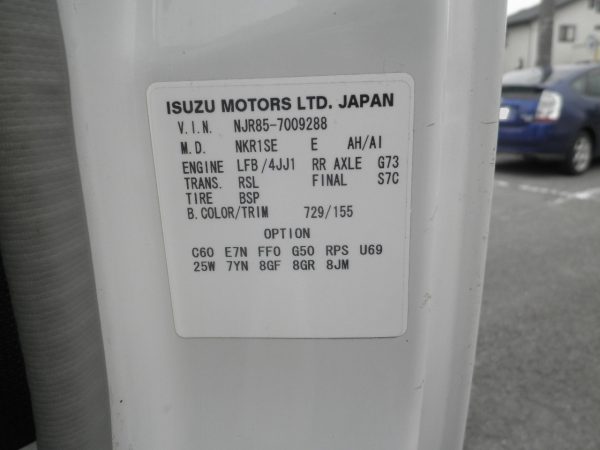 ISUZU MOTORS LTD. JAPAN
V.I.N. NJR85-7009288
M.D. NKR1SE E AH/AI
ENGINE LFB/4JJ1 RR AXLE G73
TRANS. RSL FINAL S7C
TIRE BSP
B.COLOR/TRIM 729/155
OPTION
C60 E7N FF0 G50 RPS U69
25W 7YN 8GF 8GR 8JM